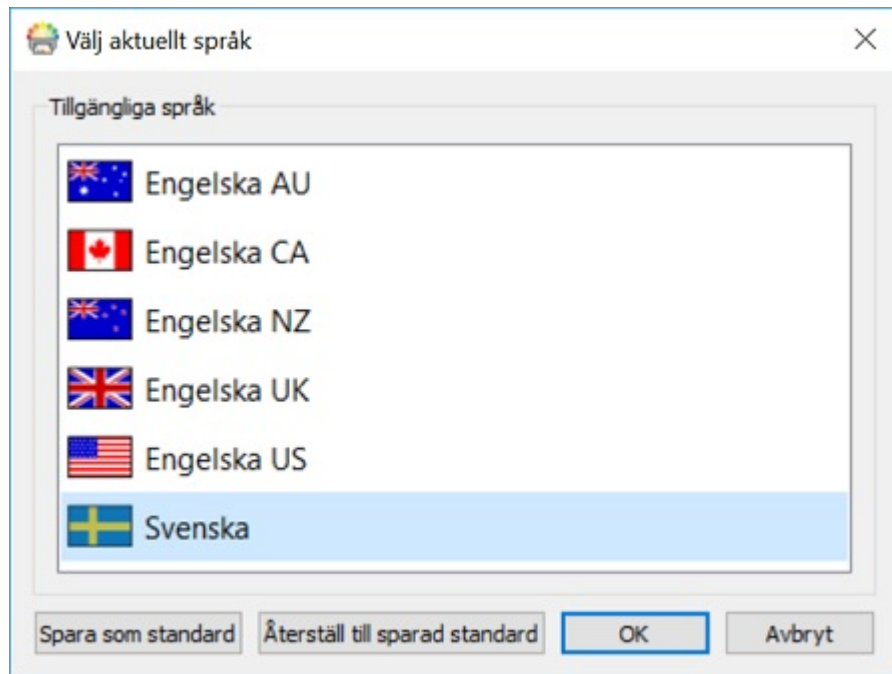 Välj aktuellt språk
Tillgängliga språk
Engelska AU
Engelska CA
Engelska NZ
Engelska UK
Engelska US
Svenska
Spara som standard Återställ till sparad standard OK Avbryt